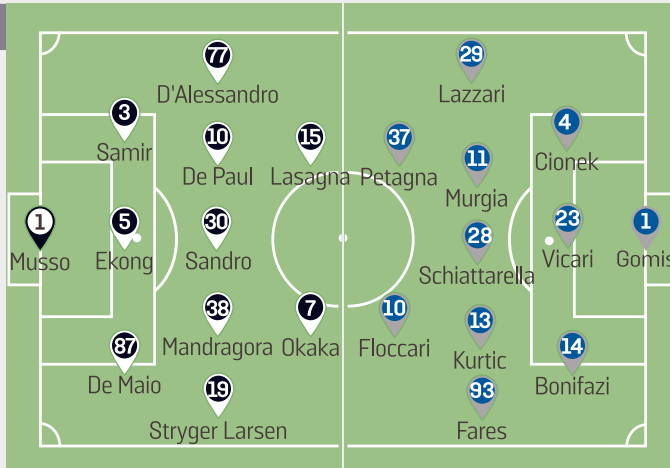 77
D'Alessandro
29
Lazzari
3
Samir
10
De Paul
15
Lasagna
37
Petagna
11
Murgia
4
Cionek
1
Musso
5
Ekong
30
Sandro
28
Schiattarella
23
Vicari
1
Gomis
87
De Maio
38
Mandragora
7
Okaka
10
Floccari
13
Kurtic
14
Bonifazi
19
Stryger Larsen
93
Fares